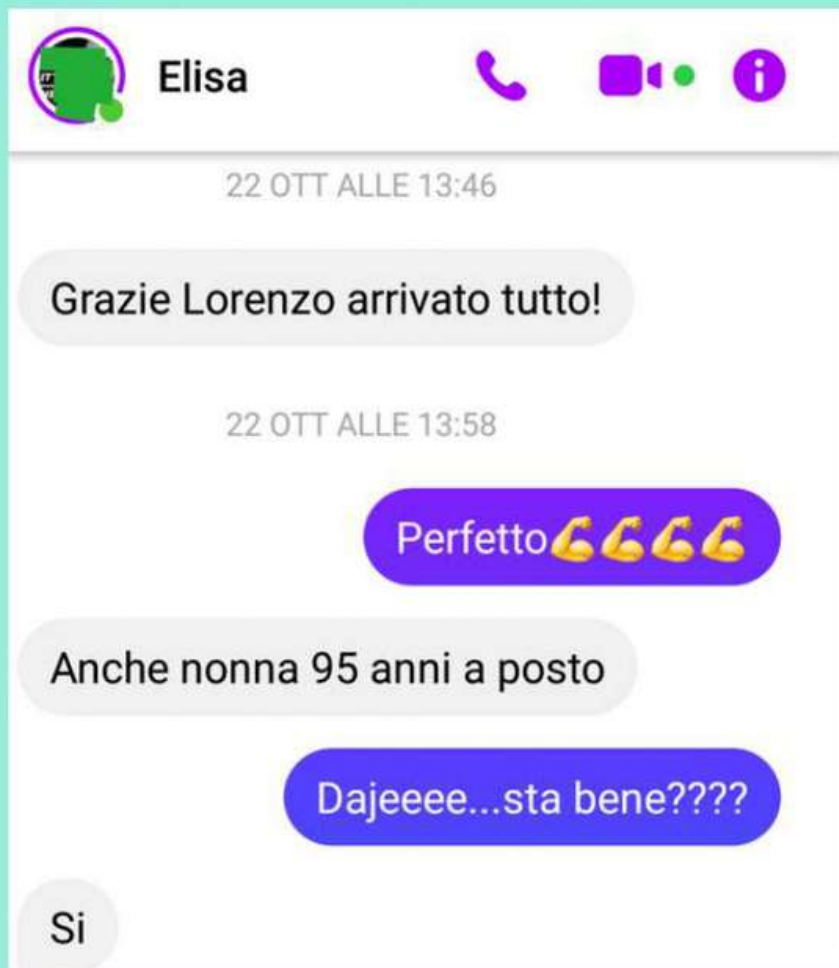 Elisa
22 OTT ALLE 13:46
Grazie Lorenzo arrivato tutto!
22 OTT ALLE 13:58
Perfetto💪💪💪💪
Anche nonna 95 anni a posto
Dajeeee...sta bene????
Si